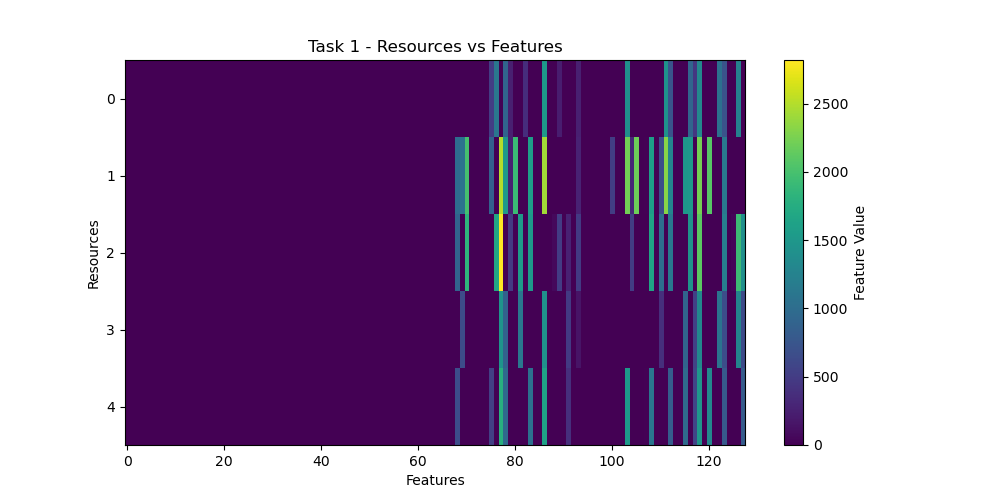 Task 1 - Resources vs Features
Resources
0
1
2
3
4
0 20 40 60 80 100 120
Features
2500
2000
1500
1000
500
0
Feature Value